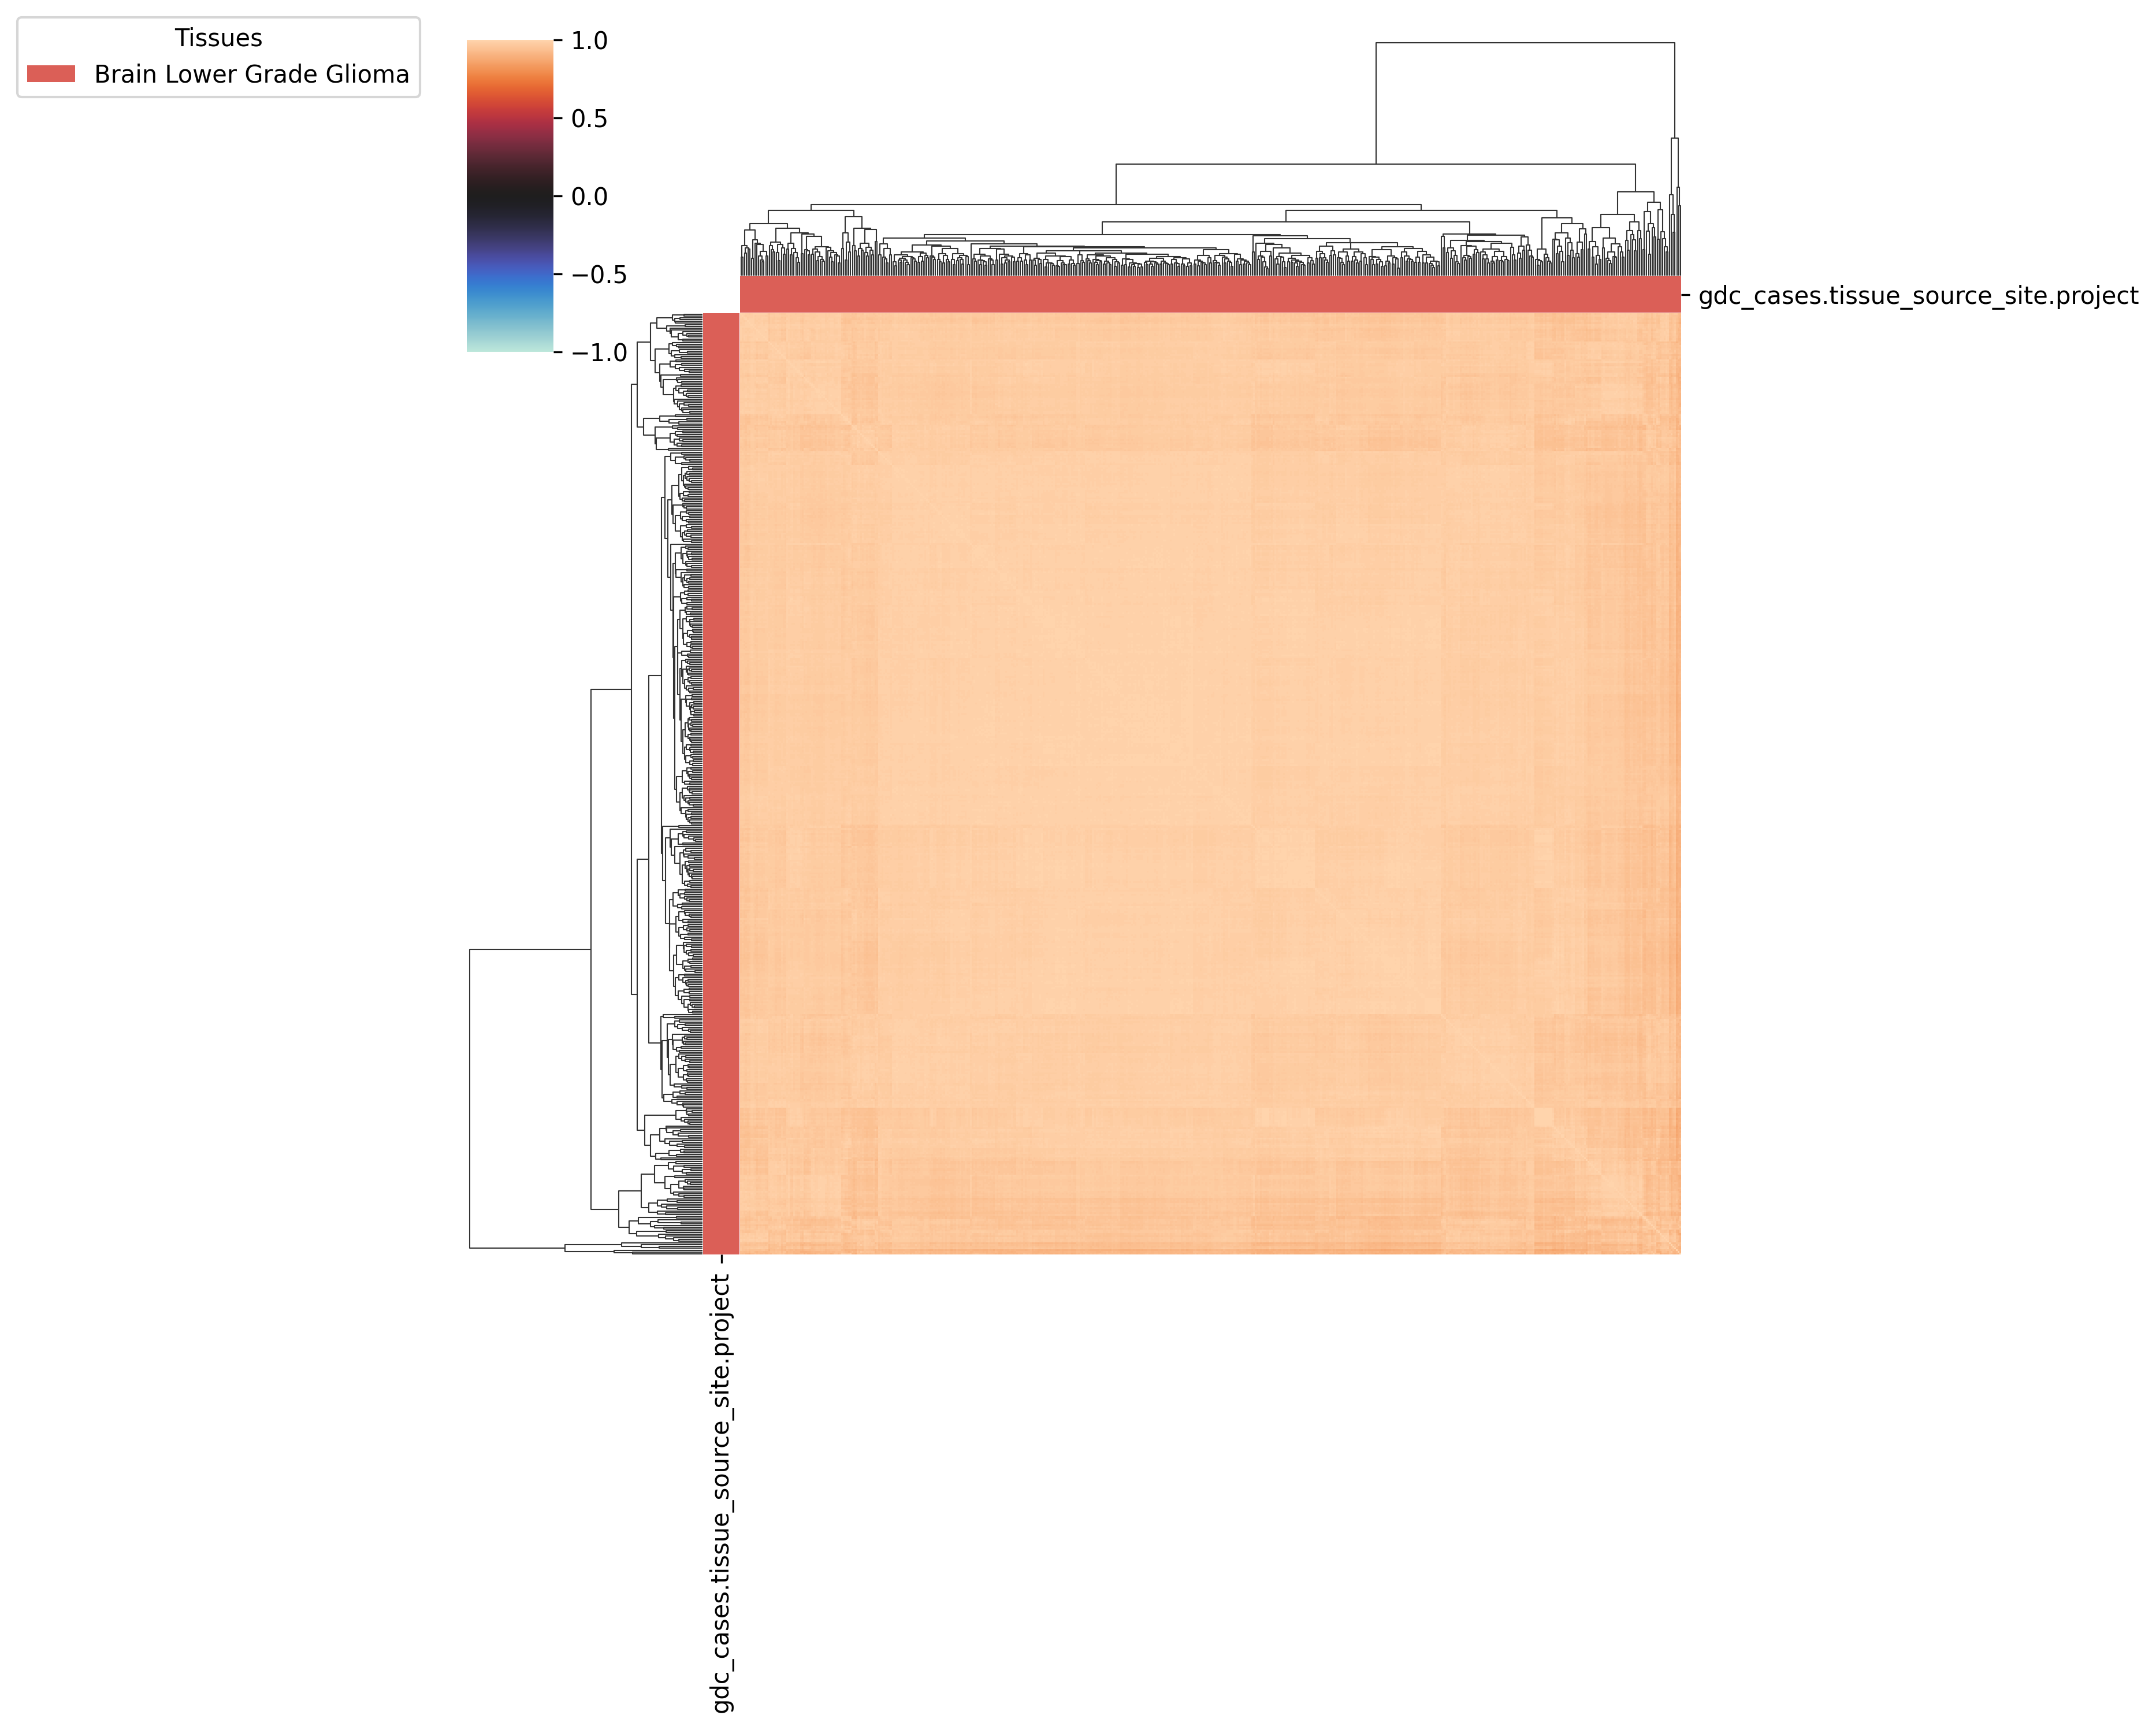 Tissues
Brain Lower Grade Glioma
1.0
0.5
0.0
−0.5
−1.0
gdc_cases.tissue_source_site.project
gdc_cases.tissue_source_site.project